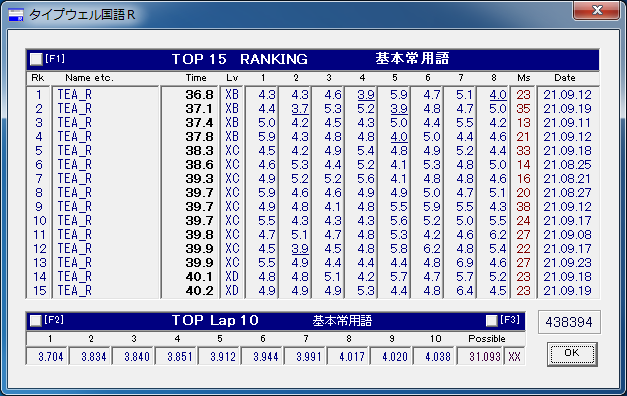 タイプウェル国語R
[F1] TOP 15 RANKING 基本常用語
Rk Name etc. Time Lv 1 2 3 4 5 6 7 8 Ms Date
1 TEA_R 36.8 XB 4.3 4.3 4.6 3.9 5.9 4.7 5.1 4.0 23 21.09.12
2 TEA_R 37.1 XB 4.4 3.7 5.3 5.2 3.9 4.8 4.7 5.0 35 21.09.19
3 TEA_R 37.4 XB 5.0 4.2 4.5 4.3 5.0 4.4 5.5 4.2 13 21.09.11
4 TEA_R 37.8 XB 5.9 4.3 4.8 4.8 4.0 5.0 4.4 4.6 21 21.09.12
5 TEA_R 38.3 XC 4.5 4.2 4.9 5.4 4.8 4.9 5.2 4.4 33 21.09.18
6 TEA_R 38.6 XC 4.6 5.3 4.4 5.2 4.1 5.3 4.8 5.0 14 21.08.25
7 TEA_R 39.3 XC 4.9 5.2 5.2 5.6 4.1 4.8 4.8 4.6 16 21.08.21
8 TEA_R 39.7 XC 5.9 4.6 4.6 4.9 4.9 5.0 4.7 5.1 20 21.08.27
9 TEA_R 39.7 XC 4.9 4.8 4.1 4.8 5.5 5.9 5.5 4.3 38 21.09.12
10 TEA_R 39.7 XC 5.5 4.3 4.3 4.3 5.6 5.2 5.0 5.5 24 21.09.17
11 TEA_R 39.8 XC 4.7 5.1 4.7 4.8 5.3 4.2 4.6 6.2 27 21.09.08
12 TEA_R 39.9 XC 4.5 3.9 4.5 4.4 5.8 6.2 4.8 5.4 22 21.09.17
13 TEA_R 39.9 XC 5.5 4.9 4.4 4.4 4.4 4.8 6.9 4.6 27 21.09.23
14 TEA_R 40.1 XD 4.8 4.8 5.1 4.2 5.7 4.7 5.7 5.2 23 21.09.18
15 TEA_R 40.2 XD 4.9 4.9 4.9 5.3 4.4 4.8 6.4 4.5 23 21.09.19
[F2] TOP Lap 10 基本常用語 [F3]
438394
1 2 3 4 5 6 7 8 9 10 Possible
3.704 3.834 3.840 3.851 3.912 3.944 3.991 4.017 4.020 4.038 31.093 XX
OK